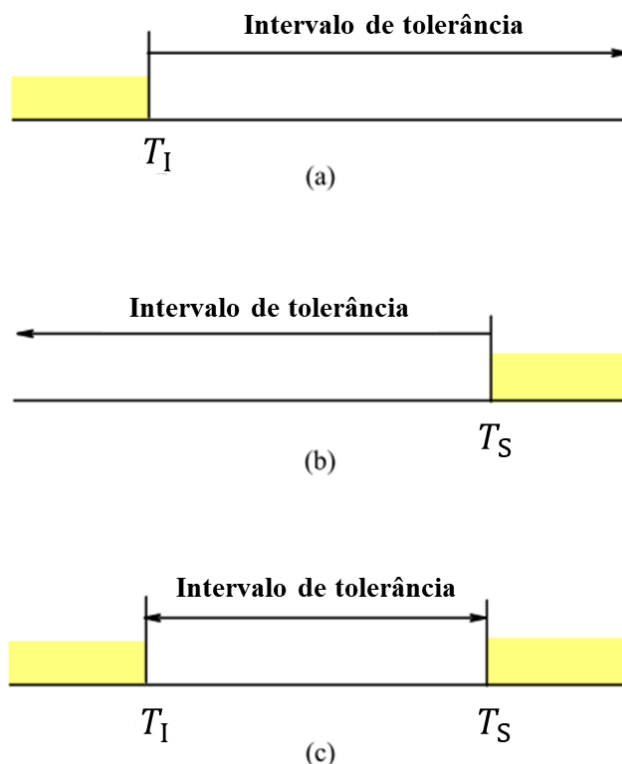 Intervalo de tolerância
T_I
(a)
Intervalo de tolerância
T_S
(b)
Intervalo de tolerância
T_I T_S
(c)